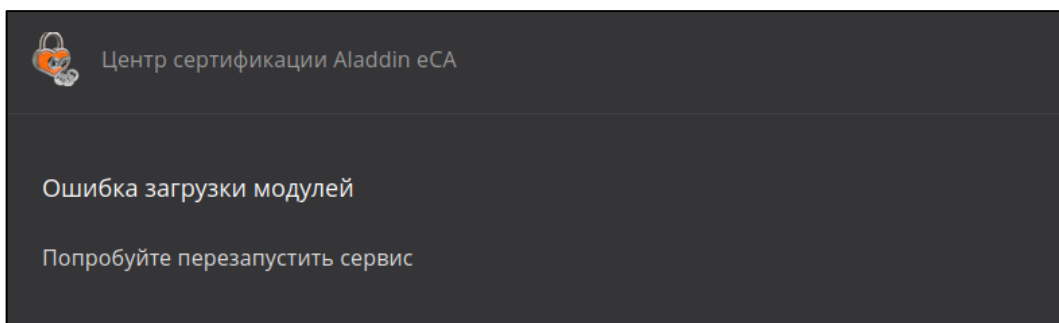 Центр сертификации Aladdin eCA
Ошибка загрузки модулей
Попробуйте перезапустить сервис